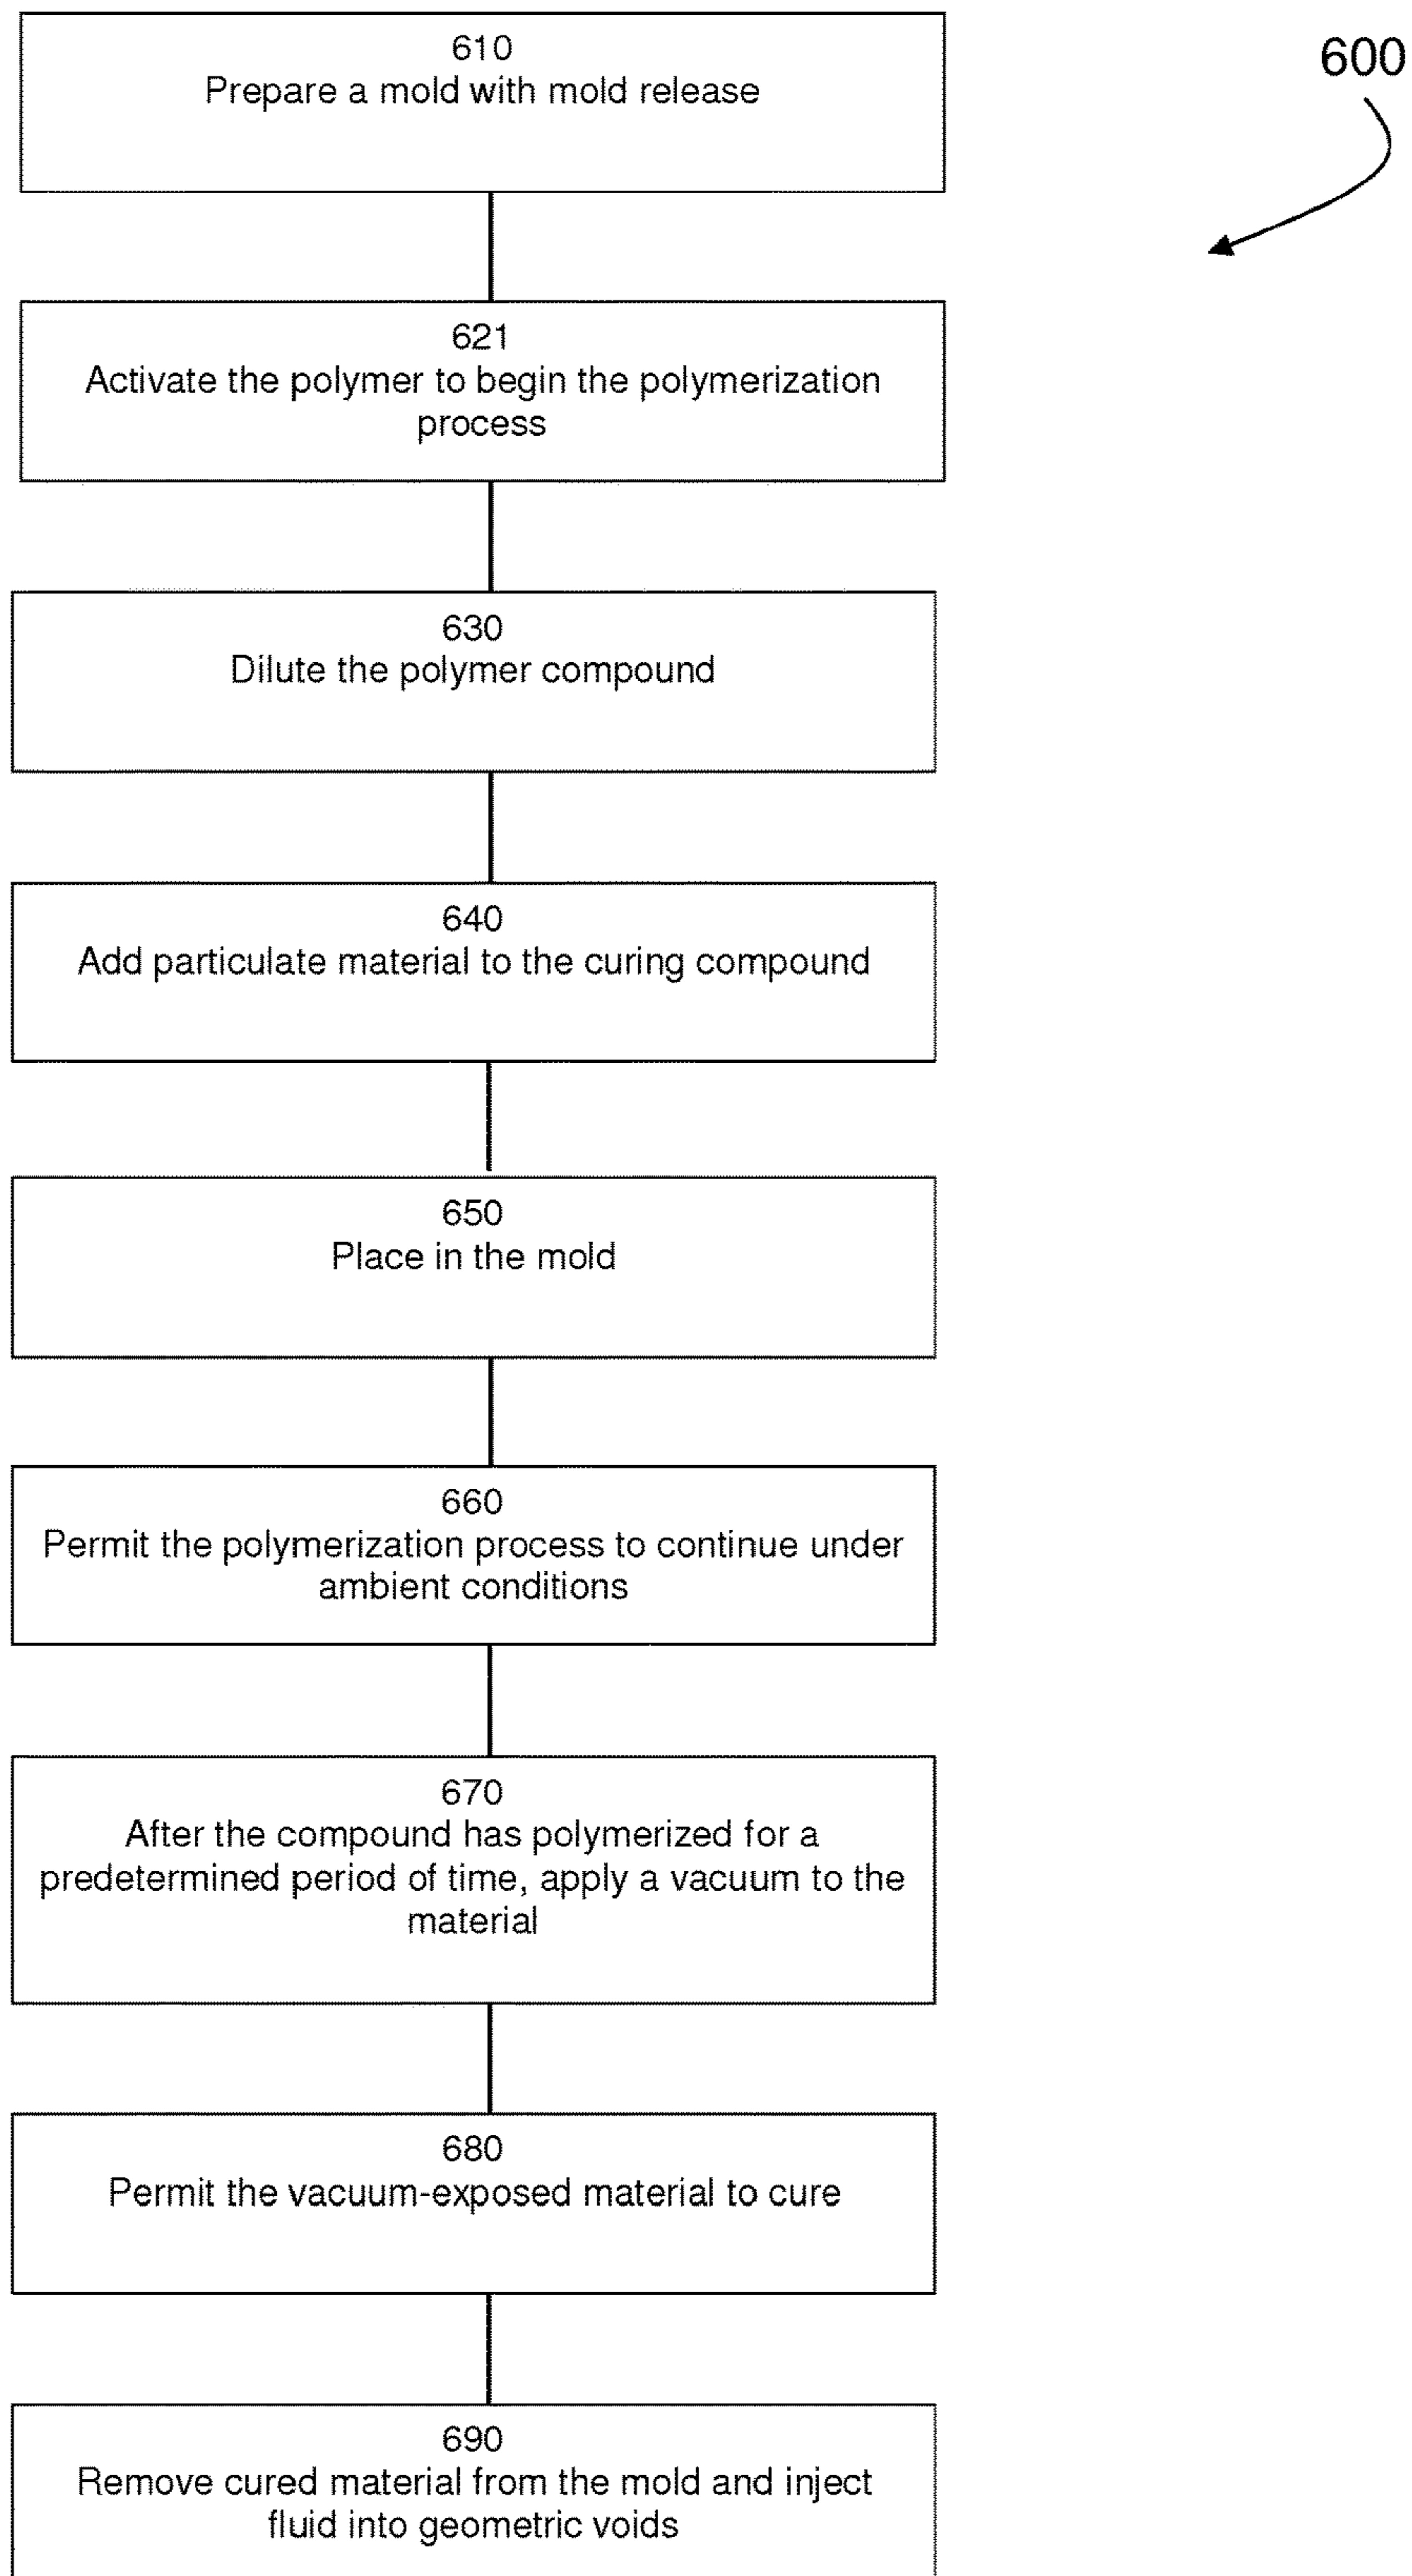 610
Prepare a mold with mold release
600
621
Activate the polymer to begin the polymerization
process
630
Dilute the polymer compound
640
Add particulate material to the curing compound
650
Place in the mold
660
Permit the polymerization process to continue under
ambient conditions
670
After the compound has polymerized for a
predetermined period of time, apply a vacuum to the
material
680
Permit the vacuum-exposed material to cure
690
Remove cured material from the mold and inject
fluid into geometric voids